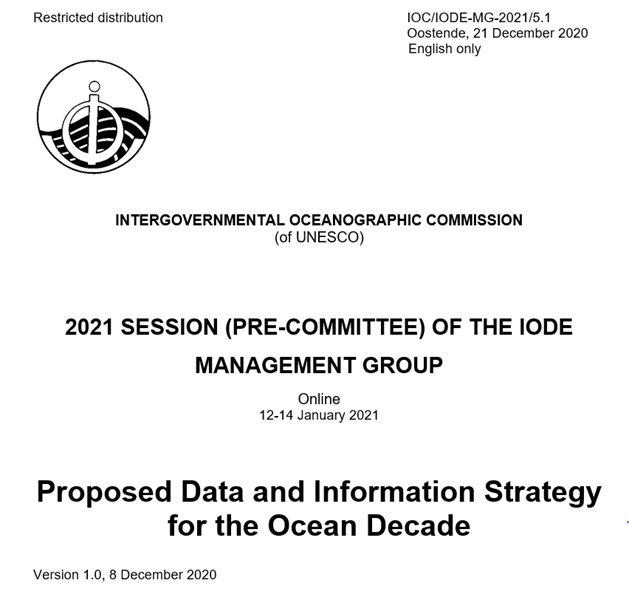 Restricted distribution
IOC/IODE-MG-2021/5.1
Oostende, 21 December 2020
English only
INTERGOVERNMENTAL OCEANOGRAPHIC COMMISSION
(of UNESCO)
2021 SESSION (PRE-COMMITTEE) OF THE IODE
MANAGEMENT GROUP
Online
12-14 January 2021
Proposed Data and Information Strategy
for the Ocean Decade
Version 1.0, 8 December 2020